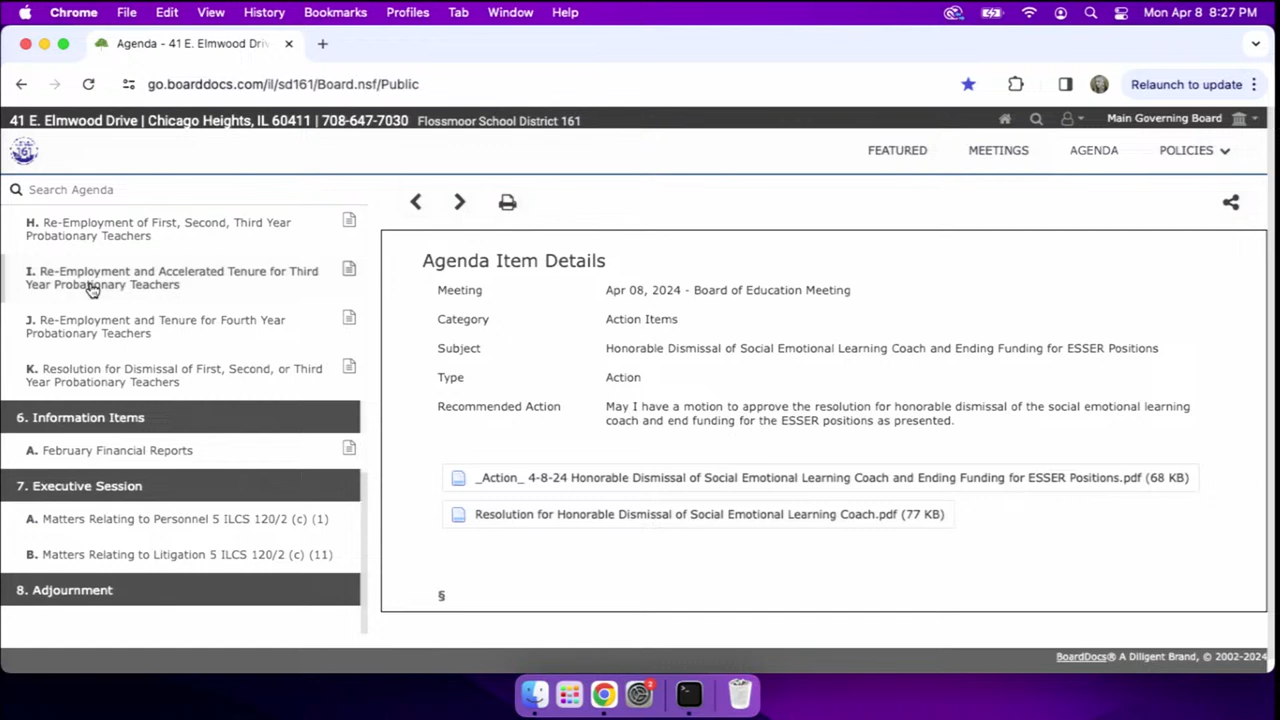 Chrome File Edit View History Bookmarks Profiles Tab Window Help Mon Apr 8 8:27 PM
Agenda - 41 E. Elmwood Driv
go.boarddocs.com/il/sd161/Board.nsf/Public Relaunch to update
41 E. Elmwood Drive | Chicago Heights, IL 60411 | 708-647-7030 Flossmoor School District 161 Main Governing Board
FEATURED MEETINGS AGENDA POLICIES
Search Agenda
H. Re-Employment of First, Second, Third Year
Probationary Teachers
I. Re-Employment and Accelerated Tenure for Third
Year Probationary Teachers
J. Re-Employment and Tenure for Fourth Year
Probationary Teachers
K. Resolution for Dismissal of First, Second, or Third
Year Probationary Teachers
6. Information Items
A. February Financial Reports
7. Executive Session
A. Matters Relating to Personnel 5 ILCS 120/2 (c) (1)
B. Matters Relating to Litigation 5 ILCS 120/2 (c) (11)
8. Adjournment
Agenda Item Details
Meeting Apr 08, 2024 - Board of Education Meeting
Category Action Items
Subject Honorable Dismissal of Social Emotional Learning Coach and Ending Funding for ESSER Positions
Type Action
Recommended Action May I have a motion to approve the resolution for honorable dismissal of the social emotional learning
coach and end funding for the ESSER positions as presented.
_Action_ 4-8-24 Honorable Dismissal of Social Emotional Learning Coach and Ending Funding for ESSER Positions.pdf (68 KB)
Resolution for Honorable Dismissal of Social Emotional Learning Coach.pdf (77 KB)
§
BoardDocs® A Diligent Brand, © 2002-2024
2